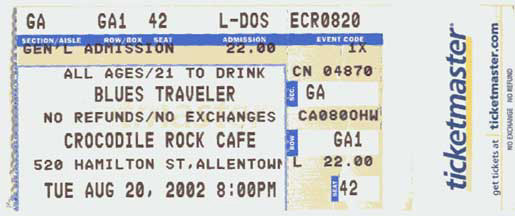 GA GA1 42 L-DOS ECR0820
SECTION/AISLE ROW/BOX SEAT ADMISSION EVENT CODE
GEN'L ADMISSION 22.00 1X
ALL AGES/21 TO DRINK CN 04870
BLUES TRAVELER SEC. GA
NO REFUNDS/NO EXCHANGES CA0800HW
CROCODILE ROCK CAFE ROW GA1
520 HAMILTON ST,ALLENTOWN L 22.00
TUE AUG 20, 2002 8:00PM SEAT 42
ticketmaster
get tickets at ticketmaster.com
NO EXCHANGE NO REFUND